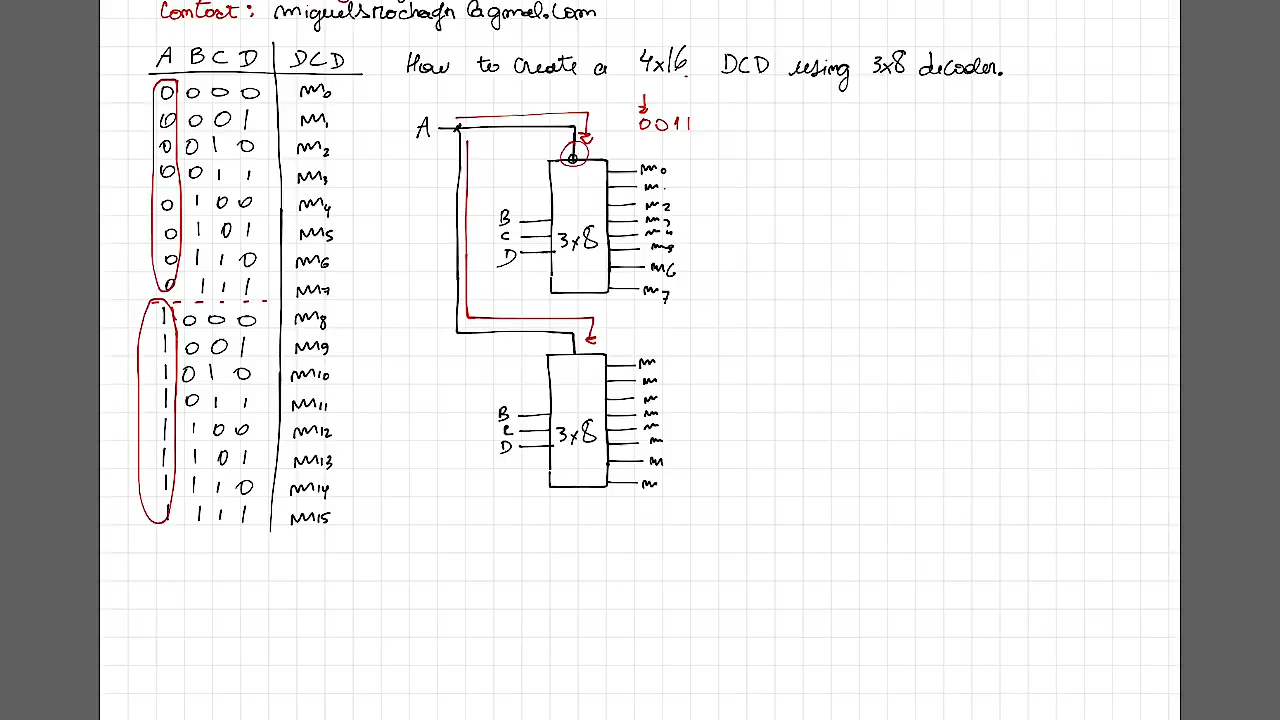 Contact:
A B C D DCD
0 0 0 0 m0
0 0 0 1 m1
0 0 1 0 m2
0 0 1 1 m3
0 1 0 0 m4
0 1 0 1 m5
0 1 1 0 m6
0 1 1 1 m7
1 0 0 0 m8
1 0 0 1 m9
1 0 1 0 m10
1 0 1 1 m11
1 1 0 0 m12
1 1 0 1 m13
1 1 1 0 m14
1 1 1 1 m15
How to create a 4x16 DCD using 3x8 decoder.
0011
A
B
C
D
3x8
m0
m.
m2
m3
m4
m5
m6
m7
B
C
D
3x8
m
m
m
m
m
m
m
m